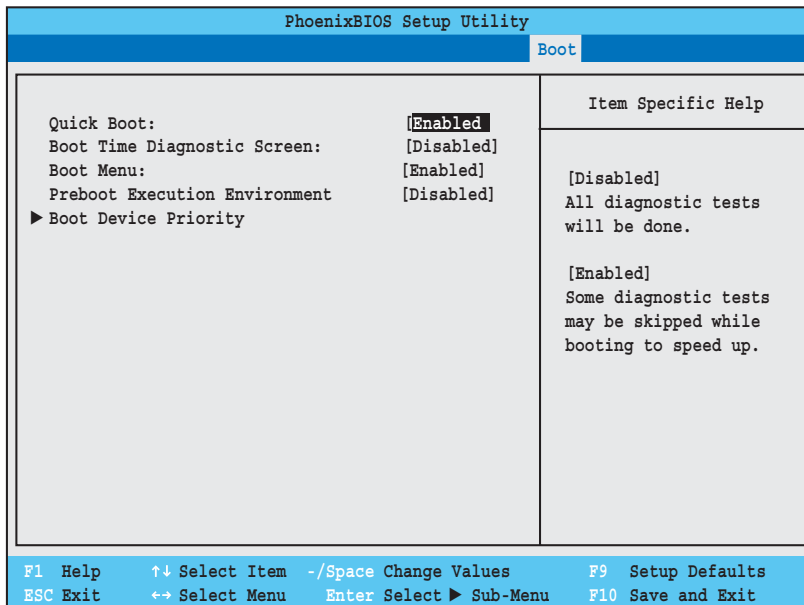 PhoenixBIOS Setup Utility
Boot
Quick Boot: [Enabled
Boot Time Diagnostic Screen: [Disabled]
Boot Menu: [Enabled]
Preboot Execution Environment [Disabled]
▶ Boot Device Priority
Item Specific Help
[Disabled]
All diagnostic tests
will be done.
[Enabled]
Some diagnostic tests
may be skipped while
booting to speed up.
F1 Help ↑↓ Select Item -/Space Change Values F9 Setup Defaults
ESC Exit ←→ Select Menu Enter Select ▶ Sub-Menu F10 Save and Exit